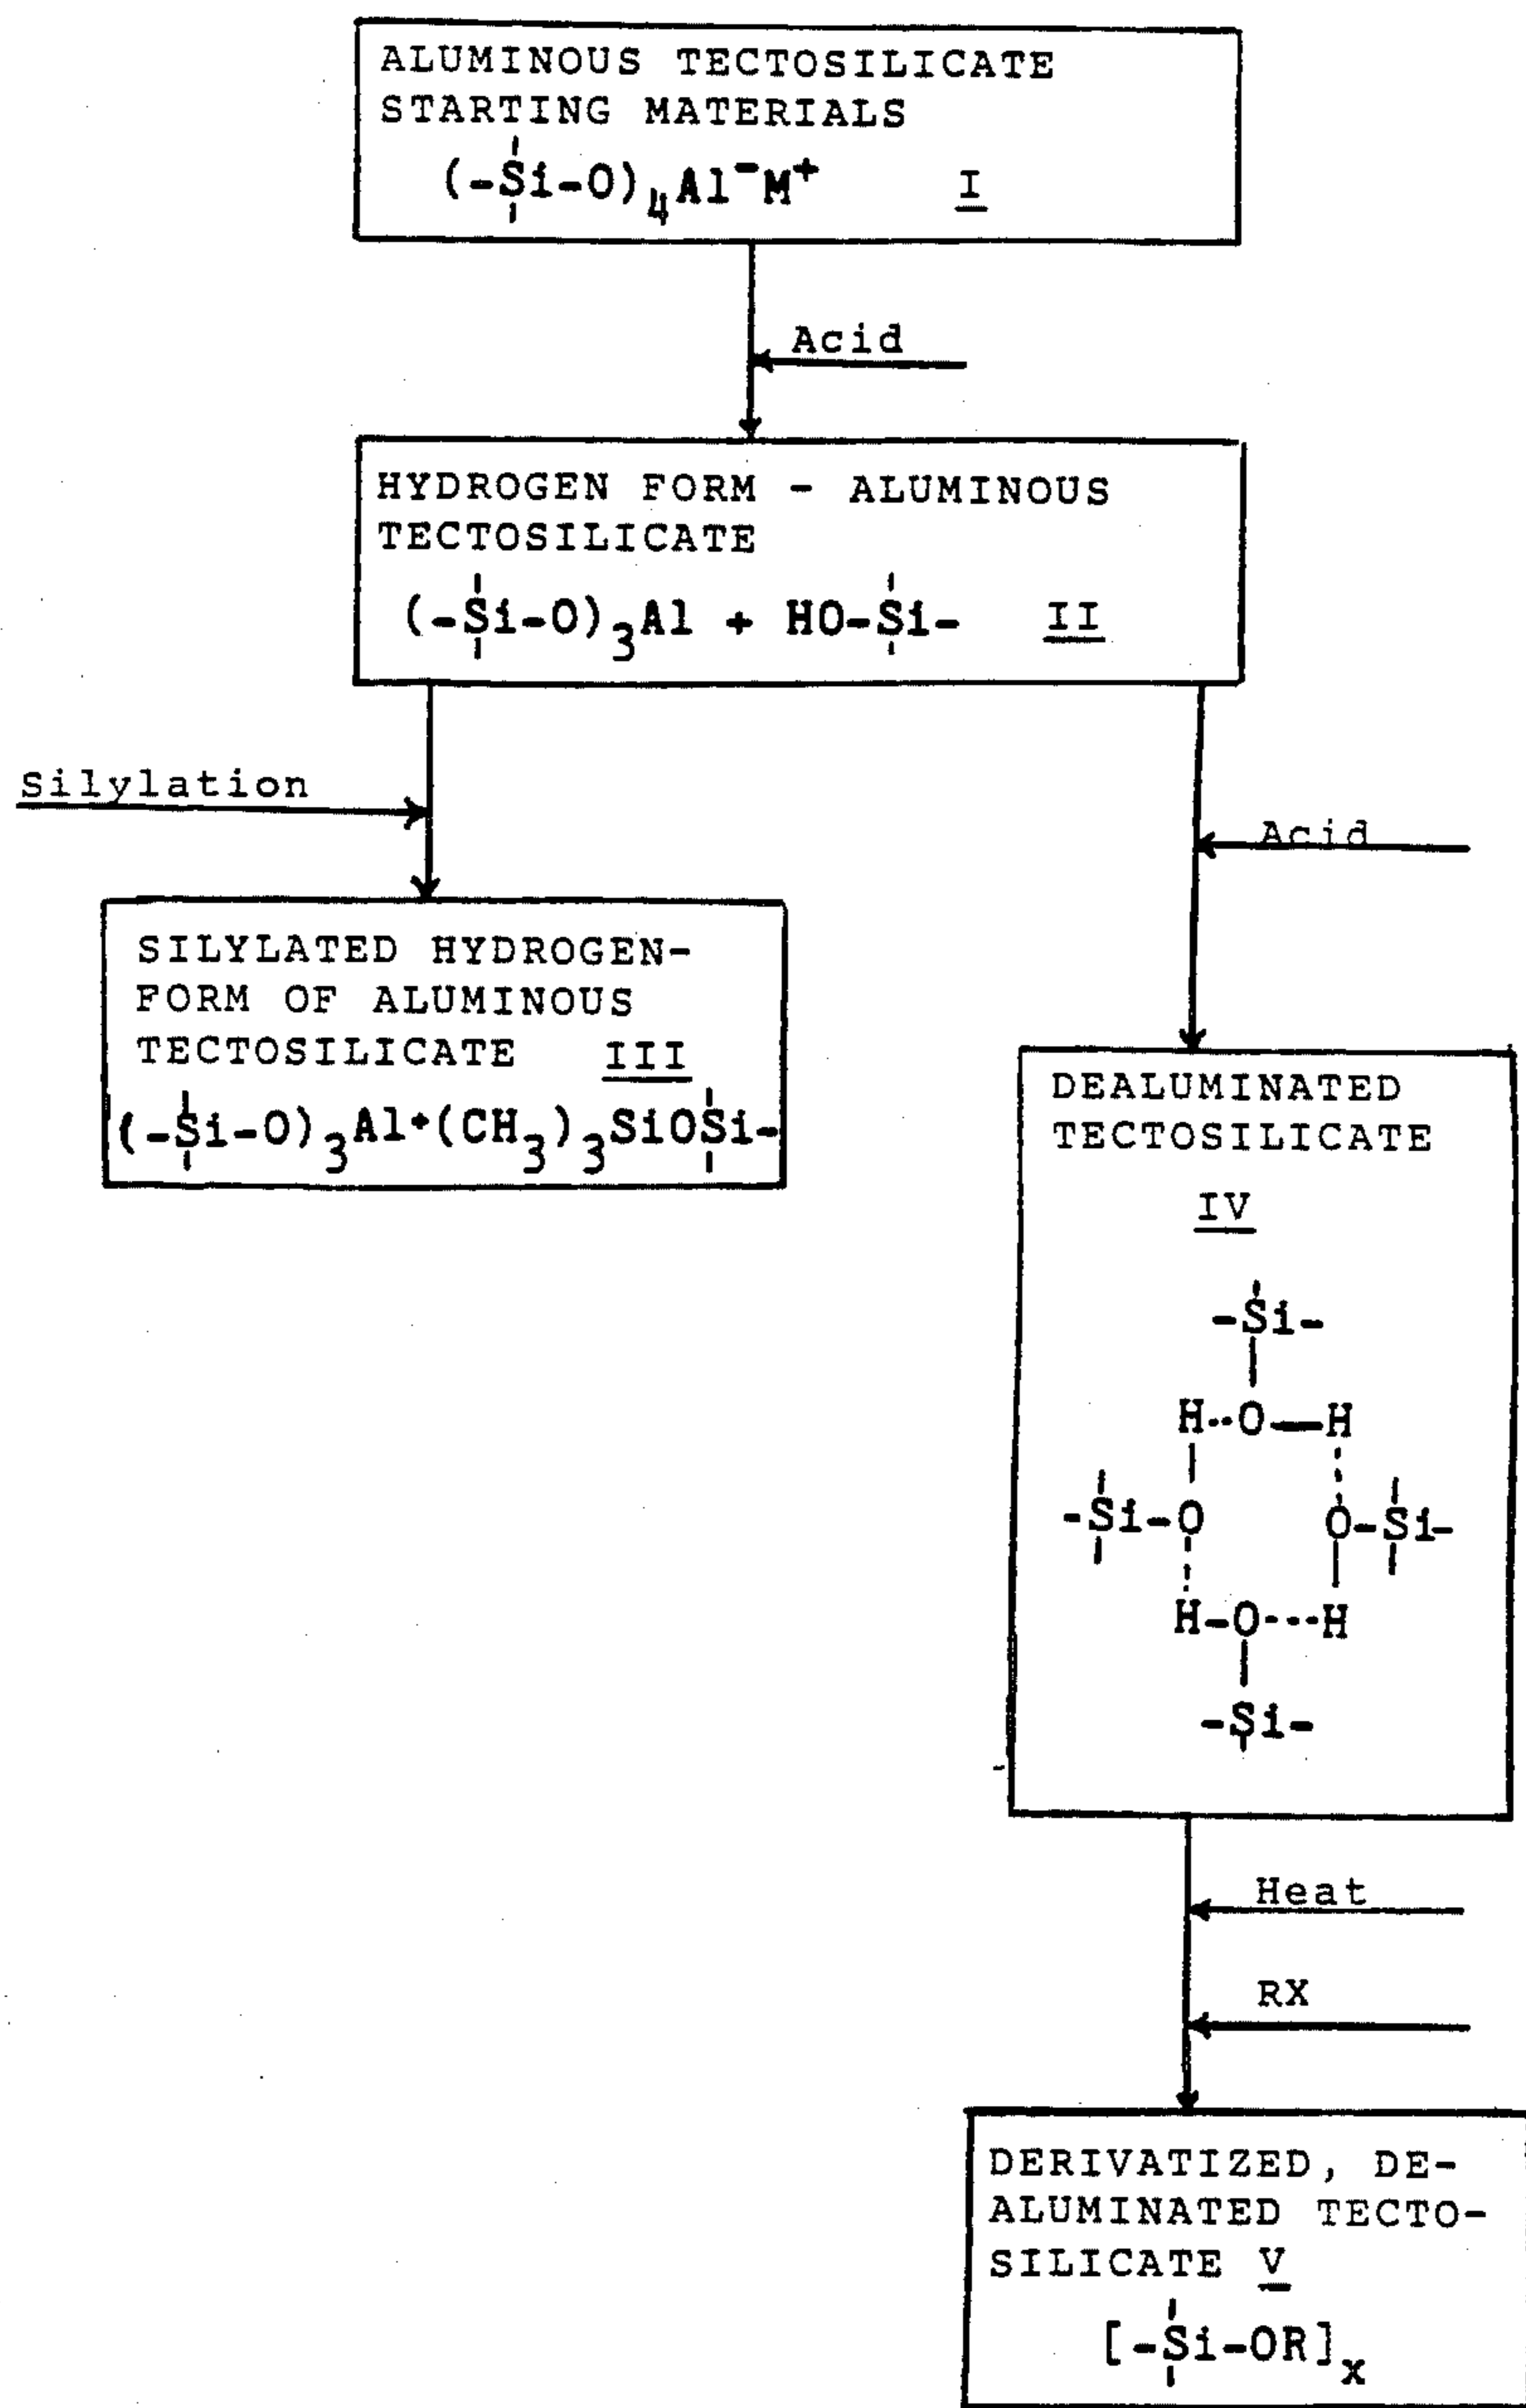 ALUMINOUS TECTOSILICATE
STARTING MATERIALS
(-Si-O)4Al-M+ I
Acid
HYDROGEN FORM - ALUMINOUS
TECTOSILICATE
(-Si-O)3Al + HO-Si- II
Silylation
Acid
SILYLATED HYDROGEN-
FORM OF ALUMINOUS
TECTOSILICATE III
(-Si-O)3Al+(CH3)3SiOSi-
DEALUMINATED
TECTOSILICATE
IV
-Si-
H--O—H
-Si-O O-Si-
H-O---H
-Si-
Heat
RX
DERIVATIZED, DE-
ALUMINATED TECTO-
SILICATE V
[-Si-OR]x